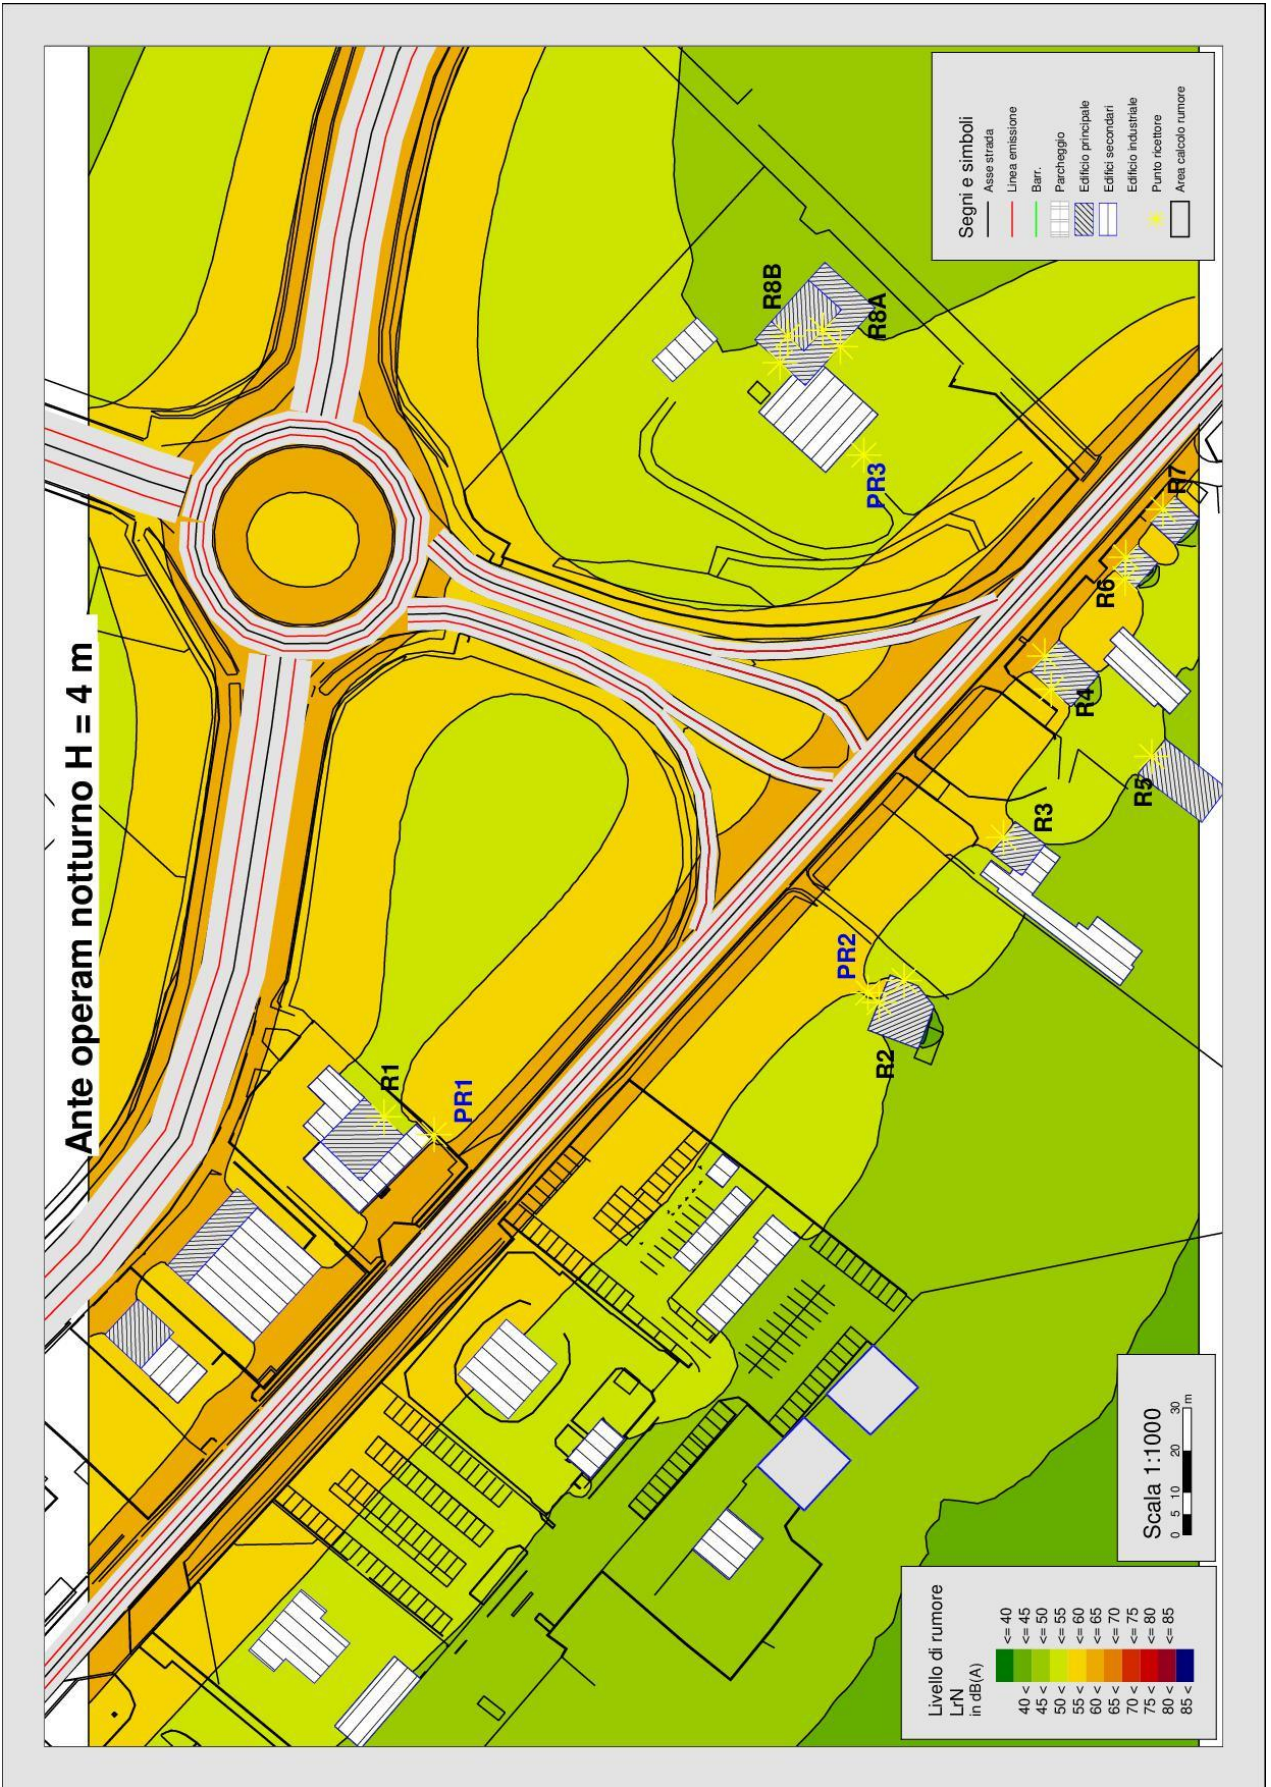 Ante operam notturno H = 4 m
R1
PR1
PR2
R2
R3
R4
R5
R6
R7
PR3
R8A
R8B
Segni e simboli
Asse strada
Linea emissione
Barr.
Parcheggio
Edificio principale
Edifici secondari
Edificio industriale
Punto ricettore
Area calcolo rumore
Scala 1:1000
0 5 10 20 30
m
Livello di rumore
LrN
in dB(A)
<= 40
40 < <= 45
45 < <= 50
50 < <= 55
55 < <= 60
60 < <= 65
65 < <= 70
70 < <= 75
75 < <= 80
80 < <= 85
85 <